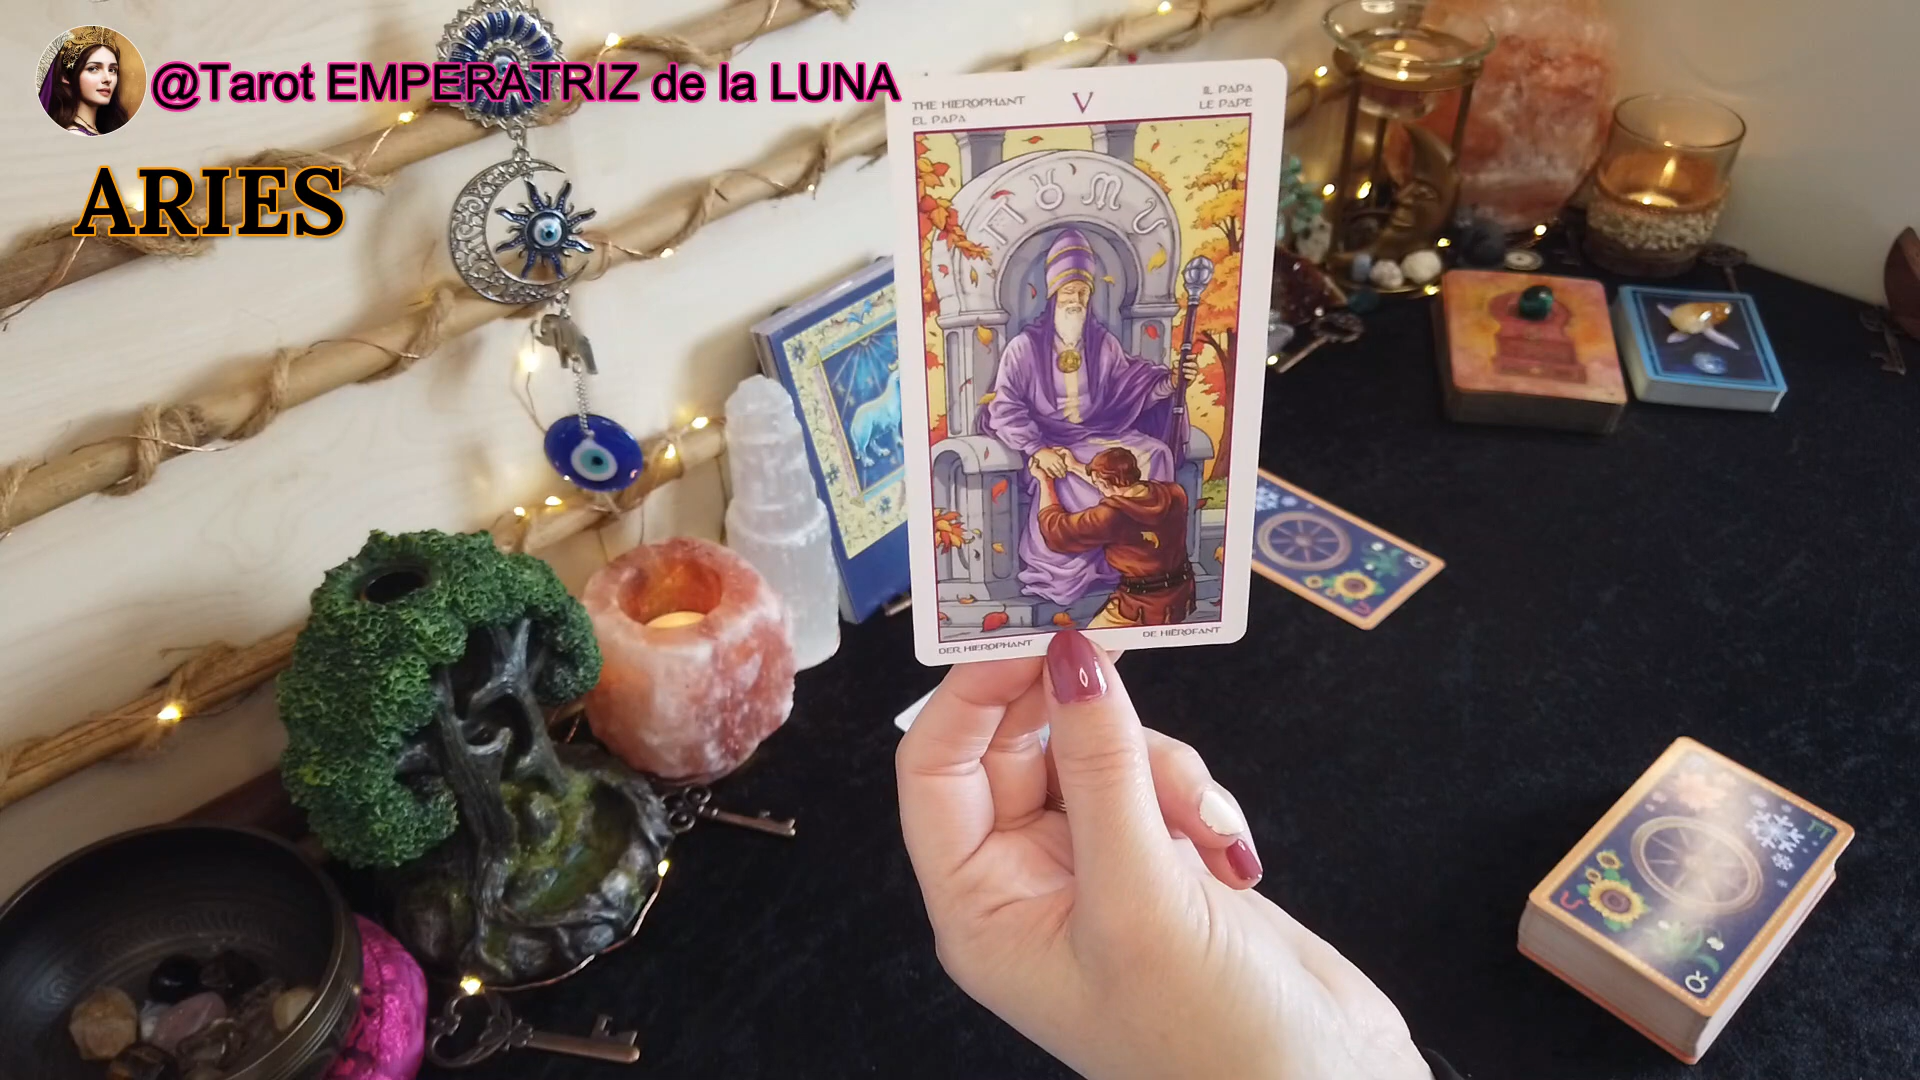 @Tarot EMPERATRIZ de la LUNA
ARIES
THE HIEROPHANT
EL PAPA
V
IL PAPA
LE PAPE
DER HIEROPHANT
DE HIËROFANT